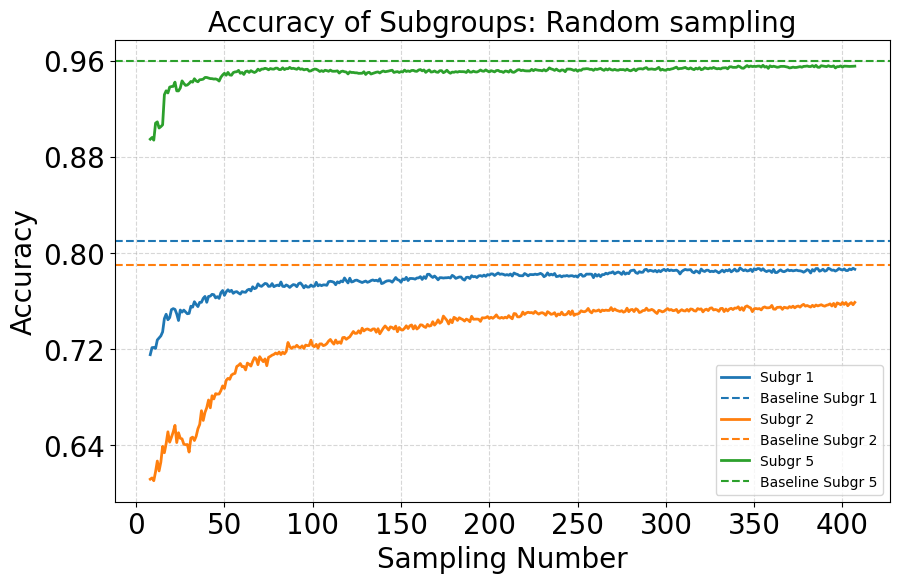 Accuracy of Subgroups: Random sampling
0.96
0.88
0.80
0.72
0.64
Accuracy
Subgr 1
Baseline Subgr 1
Subgr 2
Baseline Subgr 2
Subgr 5
Baseline Subgr 5
0 50 100 150 200 250 300 350 400
Sampling Number